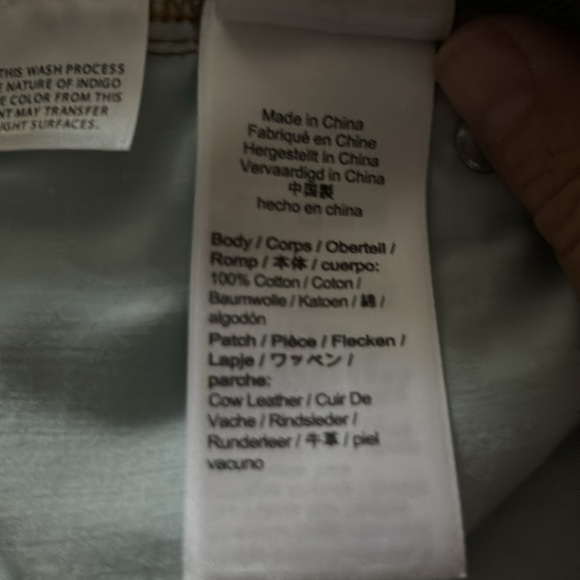 THIS WASH PROCESS
NATURE OF INDIGO
COLOR FROM THIS
MAY TRANSFER
SURFACES.
Made in China
Fabriqué en Chine
Hergestellt in China
Vervaardigd in China
中国製
hecho en china
Body / Corps / Oberteil /
Romp / 本体 / cuerpo:
100% Cotton / Coton /
Baumwolle / Katoen / 綿 /
algodón
Patch / Pièce / Flecken /
Lapje / ワッペン /
parche:
Cow Leather / Cuir De
Vache / Rindsleder /
Runderleer / 牛革 / piel
vacuno